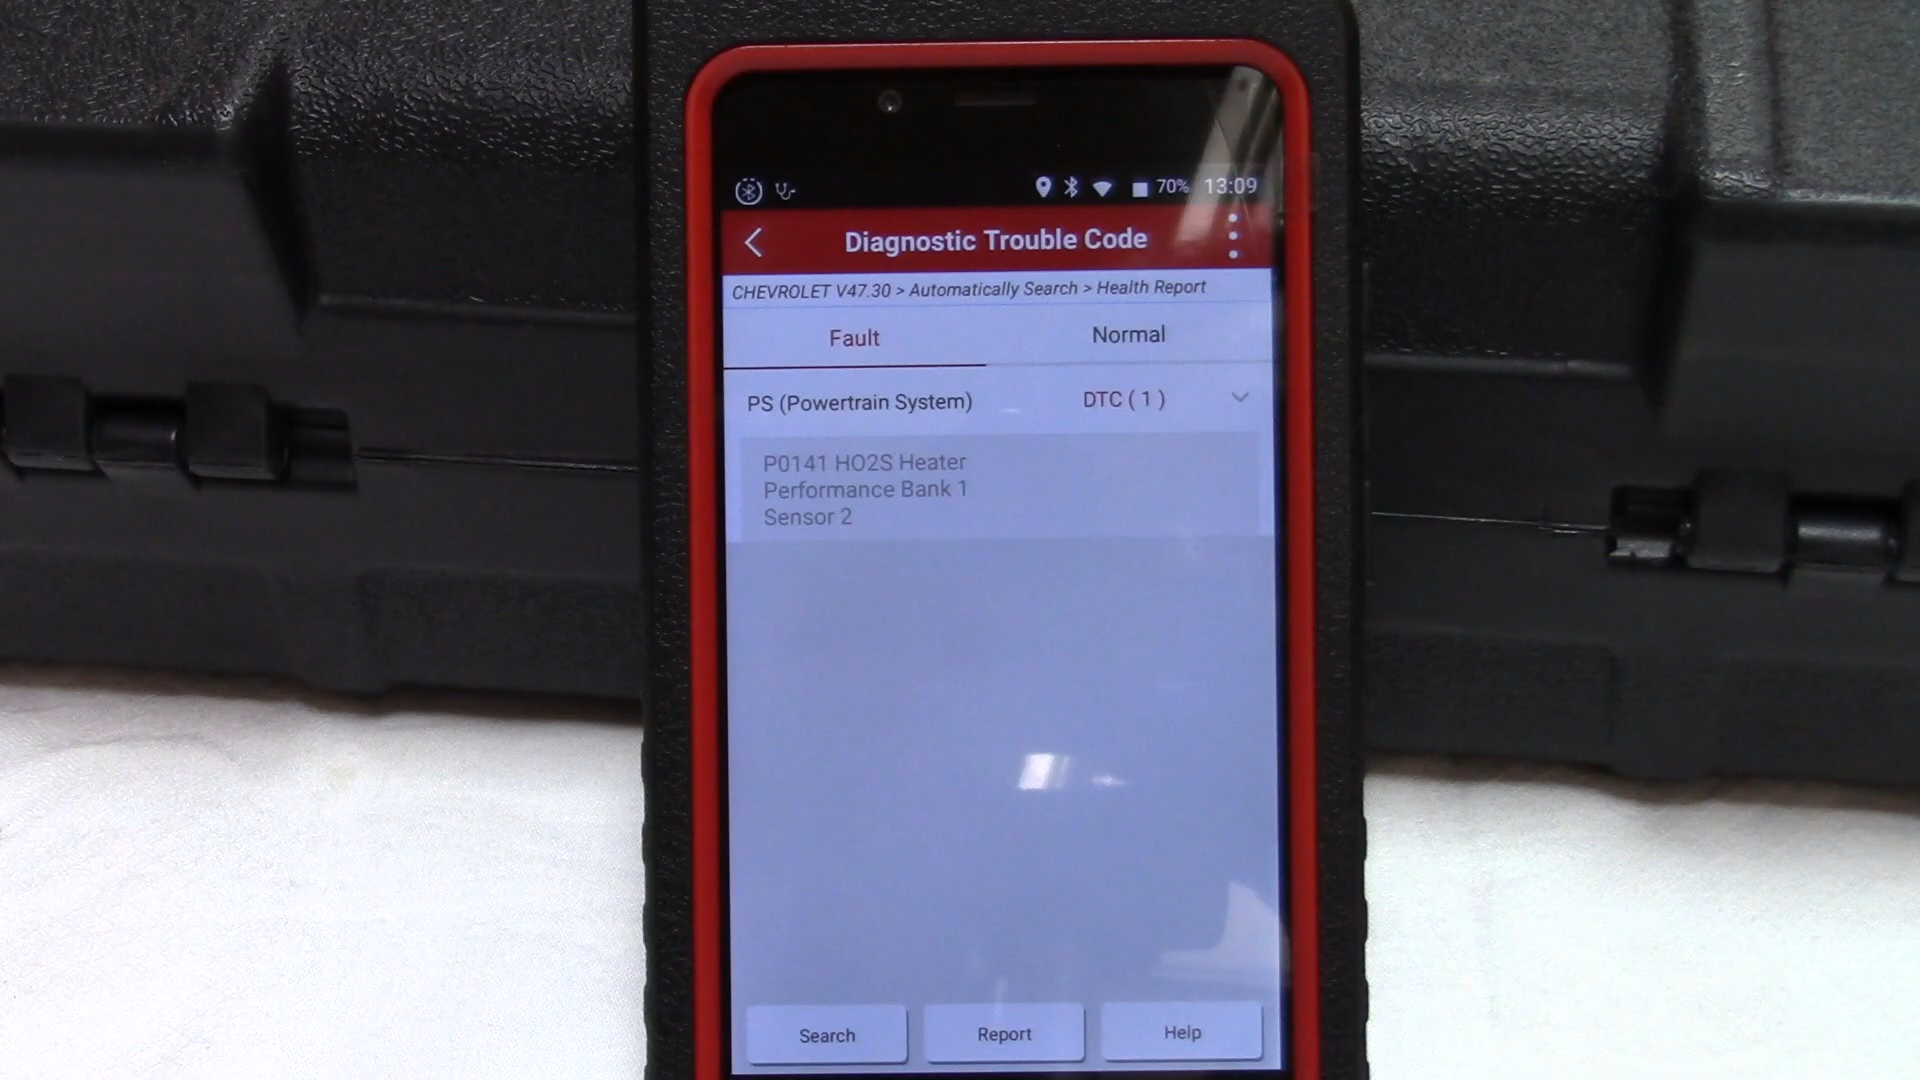 70% 13:09
Diagnostic Trouble Code
CHEVROLET V47.30 > Automatically Search > Health Report
Fault Normal
PS (Powertrain System) DTC ( 1 )
P0141 HO2S Heater
Performance Bank 1
Sensor 2
Search Report Help